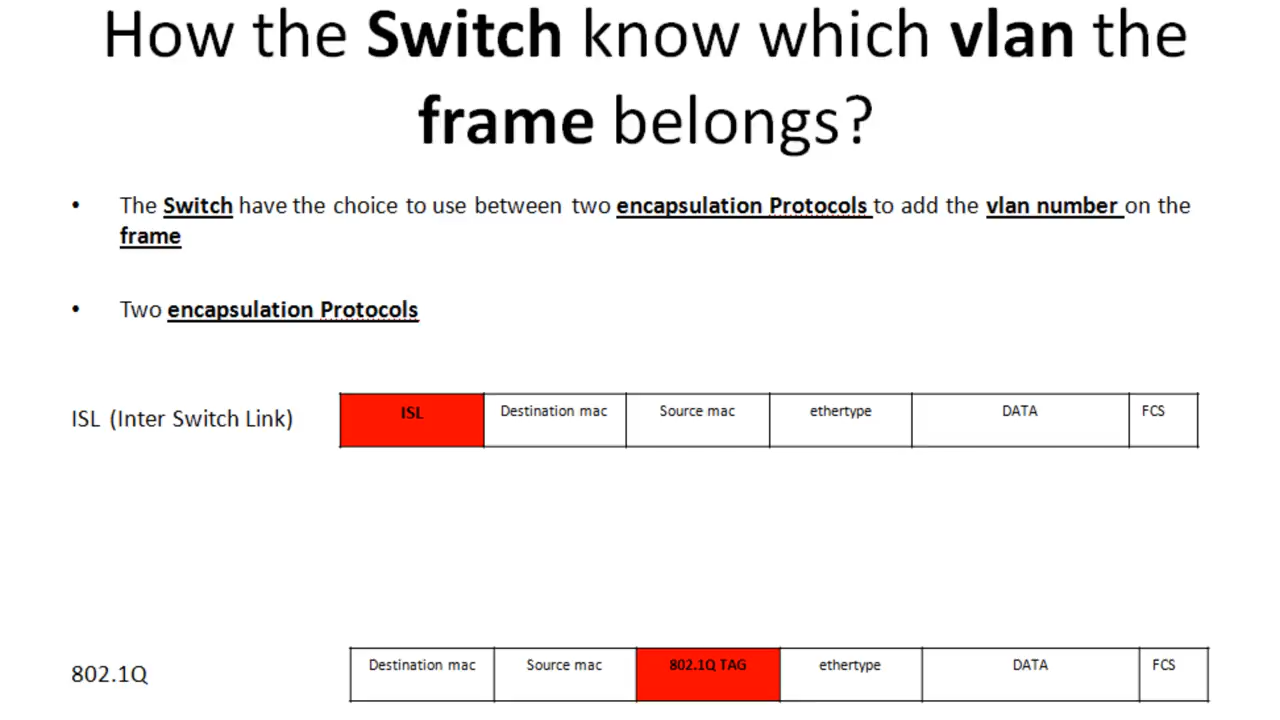 How the Switch know which vlan the
frame belongs?
• The Switch have the choice to use between two encapsulation Protocols to add the vlan number on the
frame
• Two encapsulation Protocols
ISL (Inter Switch Link)
ISL Destination mac Source mac ethertype DATA FCS
802.1Q
Destination mac Source mac 802.1Q TAG ethertype DATA FCS